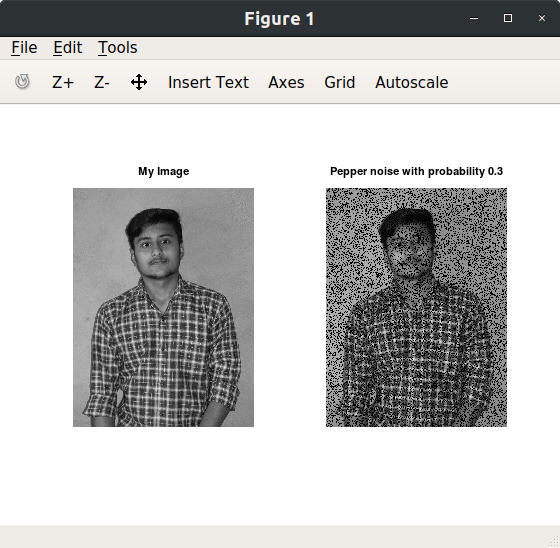 Figure 1
File Edit Tools
Z+ Z- Insert Text Axes Grid Autoscale
My Image
Pepper noise with probability 0.3